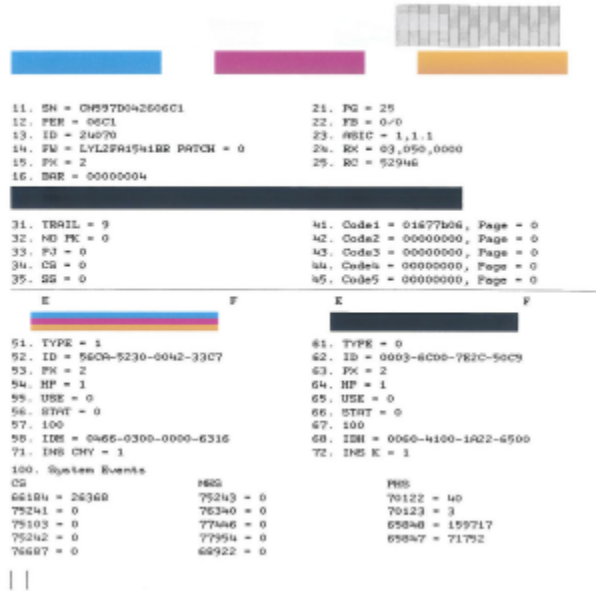 11. SN = CN597D042606C1
21. PG = 25
12. PER = 06C1
22. FB = 0/0
13. ID = 24070
23. ASIC = 1,1.1
14. FW = LYL2FA1541BR PATCH = 0
24. RX = 03,050,0000
15. PX = 2
25. RC = 52946
16. BAR = 00000004
31. TRAIL = 9
41. Code1 = 01677b06, Page = 0
32. NO PK = 0
42. Code2 = 00000000, Page = 0
33. PJ = 0
43. Code3 = 00000000, Page = 0
34. CS = 0
44. Code4 = 00000000, Page = 0
35. SS = 0
45. Code5 = 00000000, Page = 0
E F E F
51. TYPE = 1
61. TYPE = 0
52. ID = 56CA-5230-0042-33C7
62. ID = 0003-6C00-7E2C-50C9
53. PX = 2
63. PX = 2
54. HP = 1
64. HP = 1
55. USE = 0
65. USE = 0
56. STAT = 0
66. STAT = 0
57. 100
67. 100
58. IDH = 0466-0300-0000-6316
68. IDH = 0060-4100-1A22-6500
71. INS CMY = 1
72. INS K = 1
100. System Events
CS MHS PHS
66184 = 26368 75243 = 0 70122 = 40
75241 = 0 76340 = 0 70123 = 3
75103 = 0 77446 = 0 65848 = 159717
75242 = 0 77954 = 0 65847 = 71752
76687 = 0 68922 = 0